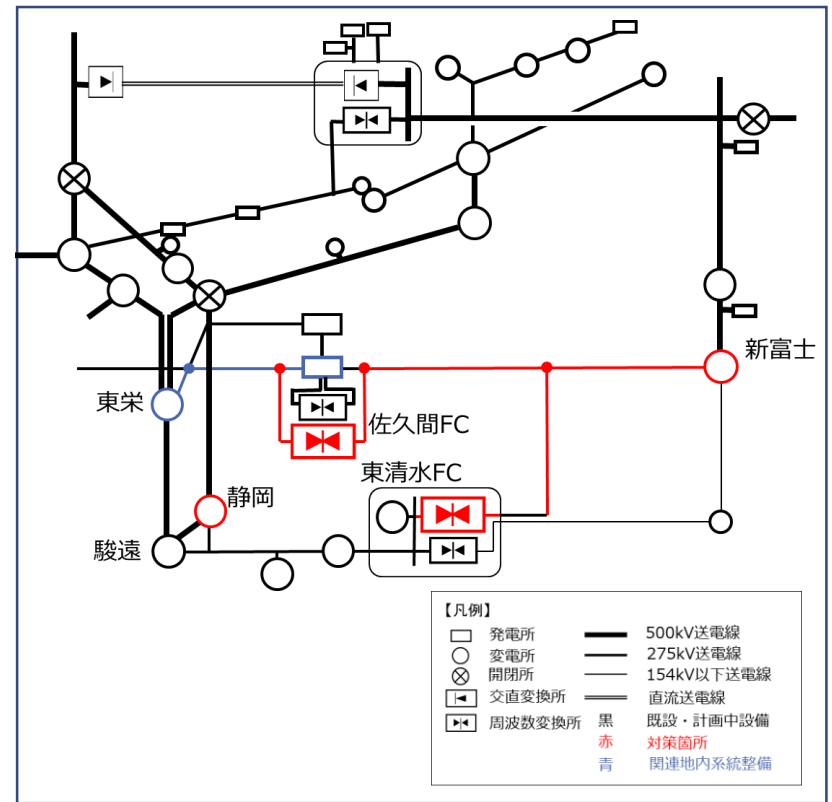 新富士
東栄
佐久間FC
東清水FC
静岡
駿遠
【凡例】
発電所
変電所
開閉所
交直変換所
周波数変換所
500kV送電線
275kV送電線
154kV以下送電線
直流送電線
黒 既設・計画中設備
赤 対策箇所
青 関連地内系統整備